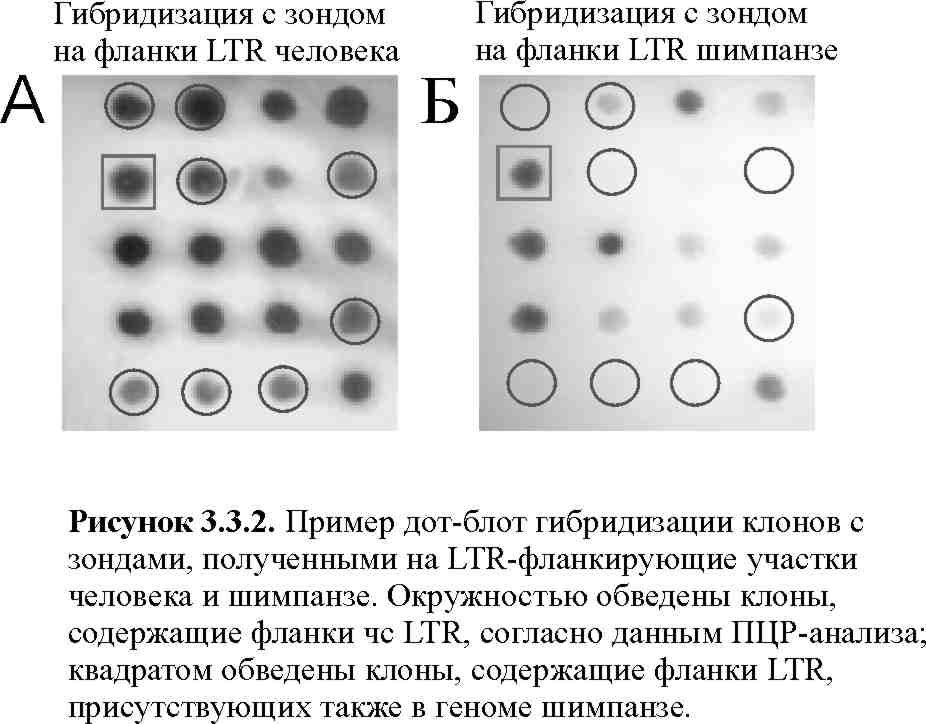 Гибридизация с зондом
на фланки LTR человека
Гибридизация с зондом
на фланки LTR шимпанзе
А
Б
Рисунок 3.3.2. Пример дот-блот гибридизации клонов с
зондами, полученными на LTR-фланкирующие участки
человека и шимпанзе. Окружностью обведены клоны,
содержащие фланки чс LTR, согласно данным ПЦР-анализа;
квадратом обведены клоны, содержащие фланки LTR,
присутствующих также в геноме шимпанзе.